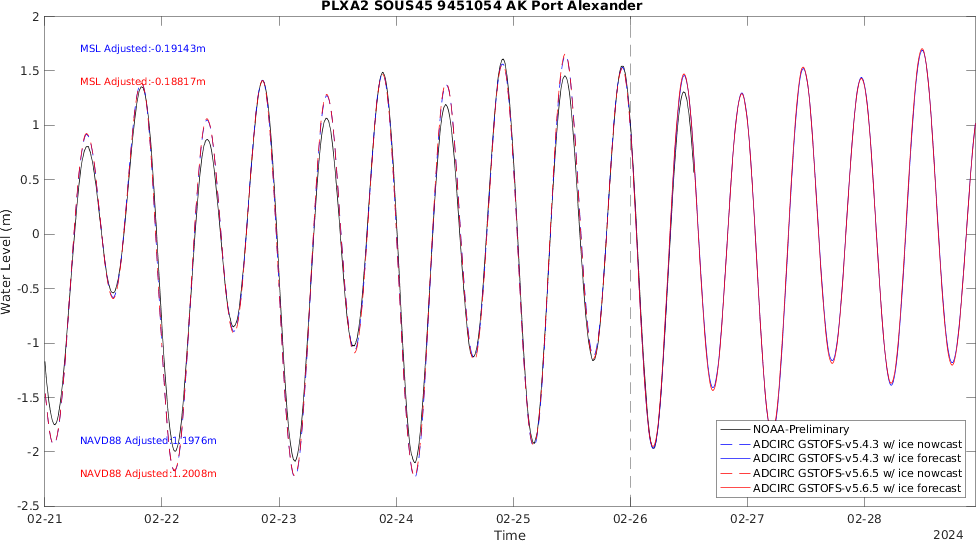 PLXA2 SOUS45 9451054 AK Port Alexander
2
1.5
1
0.5
0
-0.5
-1
-1.5
-2
-2.5
Water Level (m)
MSL Adjusted:-0.19143m
MSL Adjusted:-0.18817m
NAVD88 Adjusted:1.1976m
NAVD88 Adjusted:1.2008m
NOAA-Preliminary
ADCIRC GSTOFS-v5.4.3 w/ ice nowcast
ADCIRC GSTOFS-v5.4.3 w/ ice forecast
ADCIRC GSTOFS-v5.6.5 w/ ice nowcast
ADCIRC GSTOFS-v5.6.5 w/ ice forecast
02-21 02-22 02-23 02-24 02-25 02-26 02-27 02-28
Time
2024